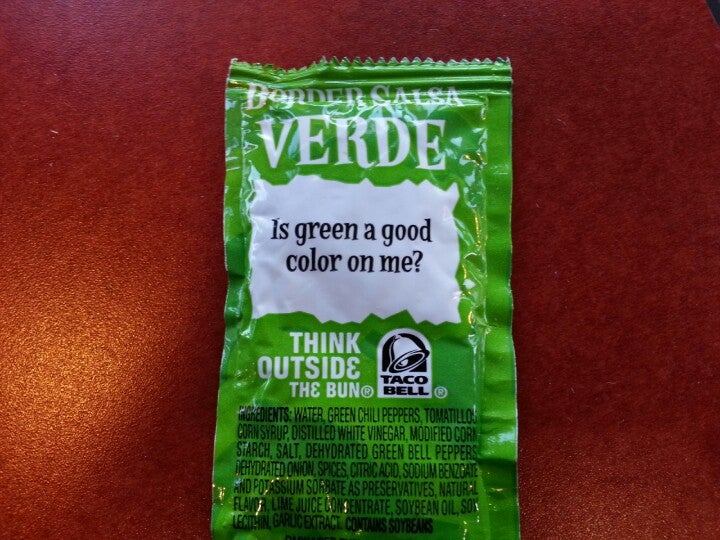 BORDER SALSA
VERDE
Is green a good
color on me?
THINK
OUTSIDE
THE BUN®
TACO
BELL ®
INGREDIENTS: WATER, GREEN CHILI PEPPERS, TOMATILLOS
CORN SYRUP, DISTILLED WHITE VINEGAR, MODIFIED CORN
STARCH, SALT, DEHYDRATED GREEN BELL PEPPERS
DEHYDRATED ONION, SPICES, CITRIC ACID, SODIUM BENZOATE
AND POTASSIUM SORBATE AS PRESERVATIVES, NATURAL
FLAVOR, LIME JUICE CONCENTRATE, SOYBEAN OIL, SOY
LECITHIN, GARLIC EXTRACT. CONTAINS SOYBEANS